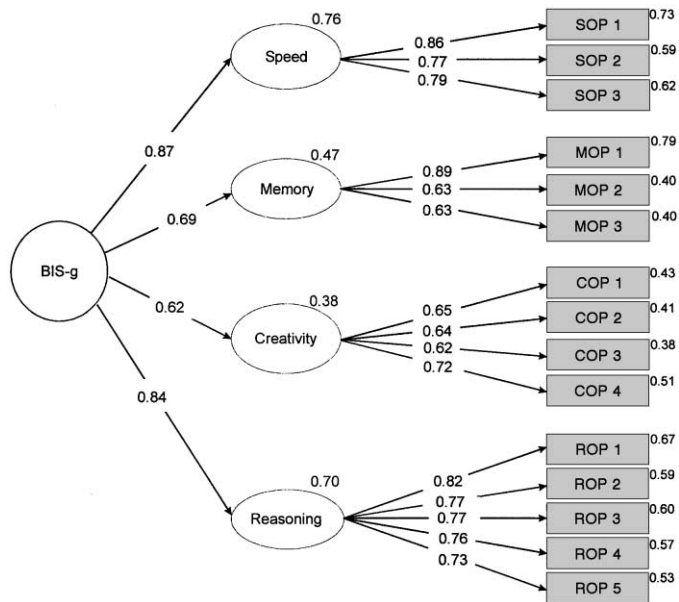 0.76
Speed
0.86
0.77
0.79
SOP 1
0.73
SOP 2
0.59
SOP 3
0.62
0.87
0.47
Memory
0.89
0.63
0.63
MOP 1
0.79
MOP 2
0.40
MOP 3
0.40
0.69
BIS-g
0.62
0.38
Creativity
0.65
0.64
0.62
0.72
COP 1
0.43
COP 2
0.41
COP 3
0.38
COP 4
0.51
0.84
0.70
Reasoning
0.82
0.77
0.77
0.76
0.73
ROP 1
0.67
ROP 2
0.59
ROP 3
0.60
ROP 4
0.57
ROP 5
0.53